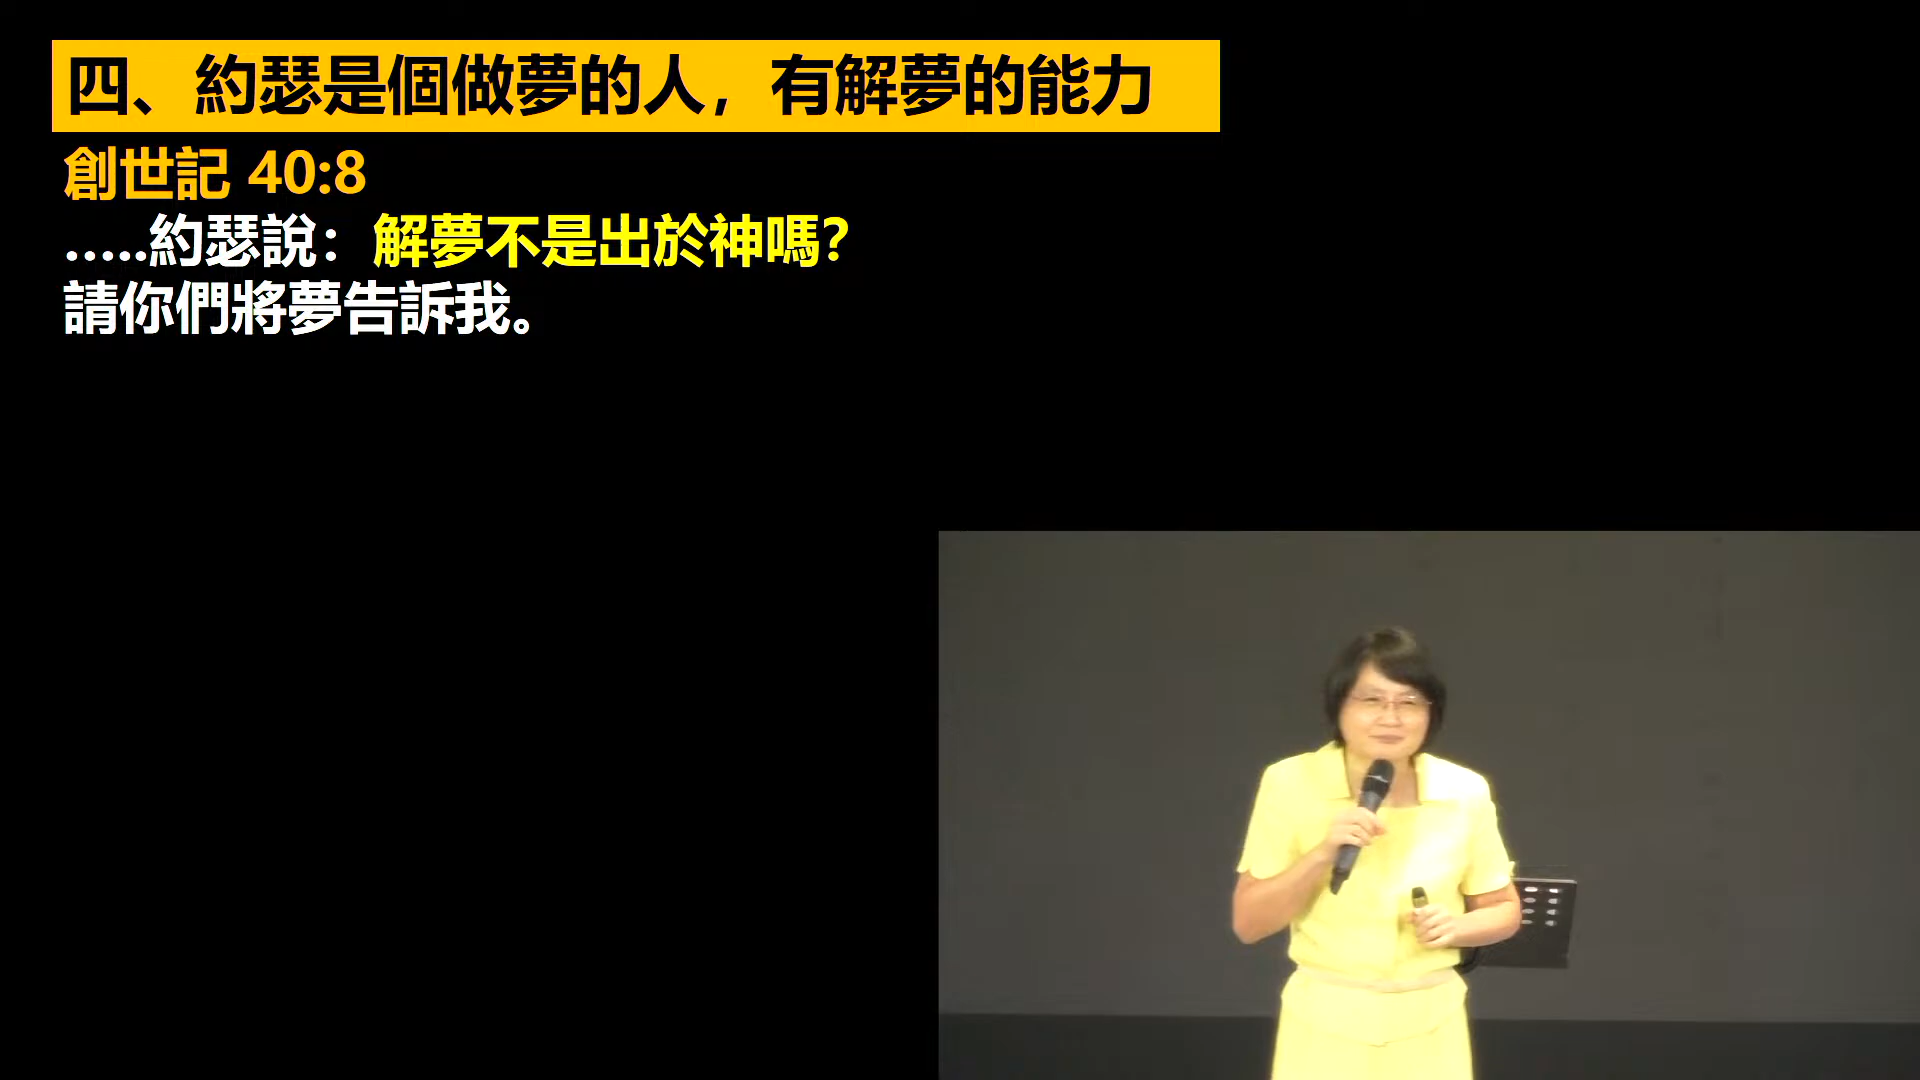 四、約瑟是個做夢的人，有解夢的能力
創世記 40:8
…..約瑟說：解夢不是出於神嗎？
請你們將夢告訴我。